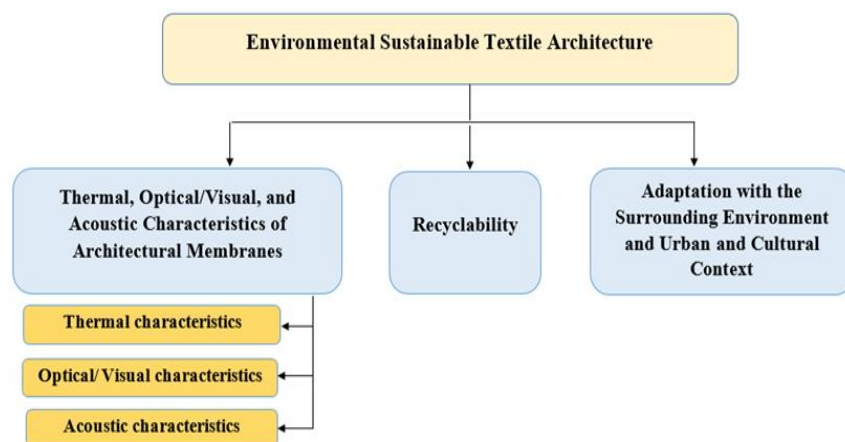 Environmental Sustainable Textile Architecture
Thermal, Optical/Visual, and
Acoustic Characteristics of
Architectural Membranes
Recyclability
Adaptation with the
Surrounding Environment
and Urban and Cultural
Context
Thermal characteristics
Optical/ Visual characteristics
Acoustic characteristics